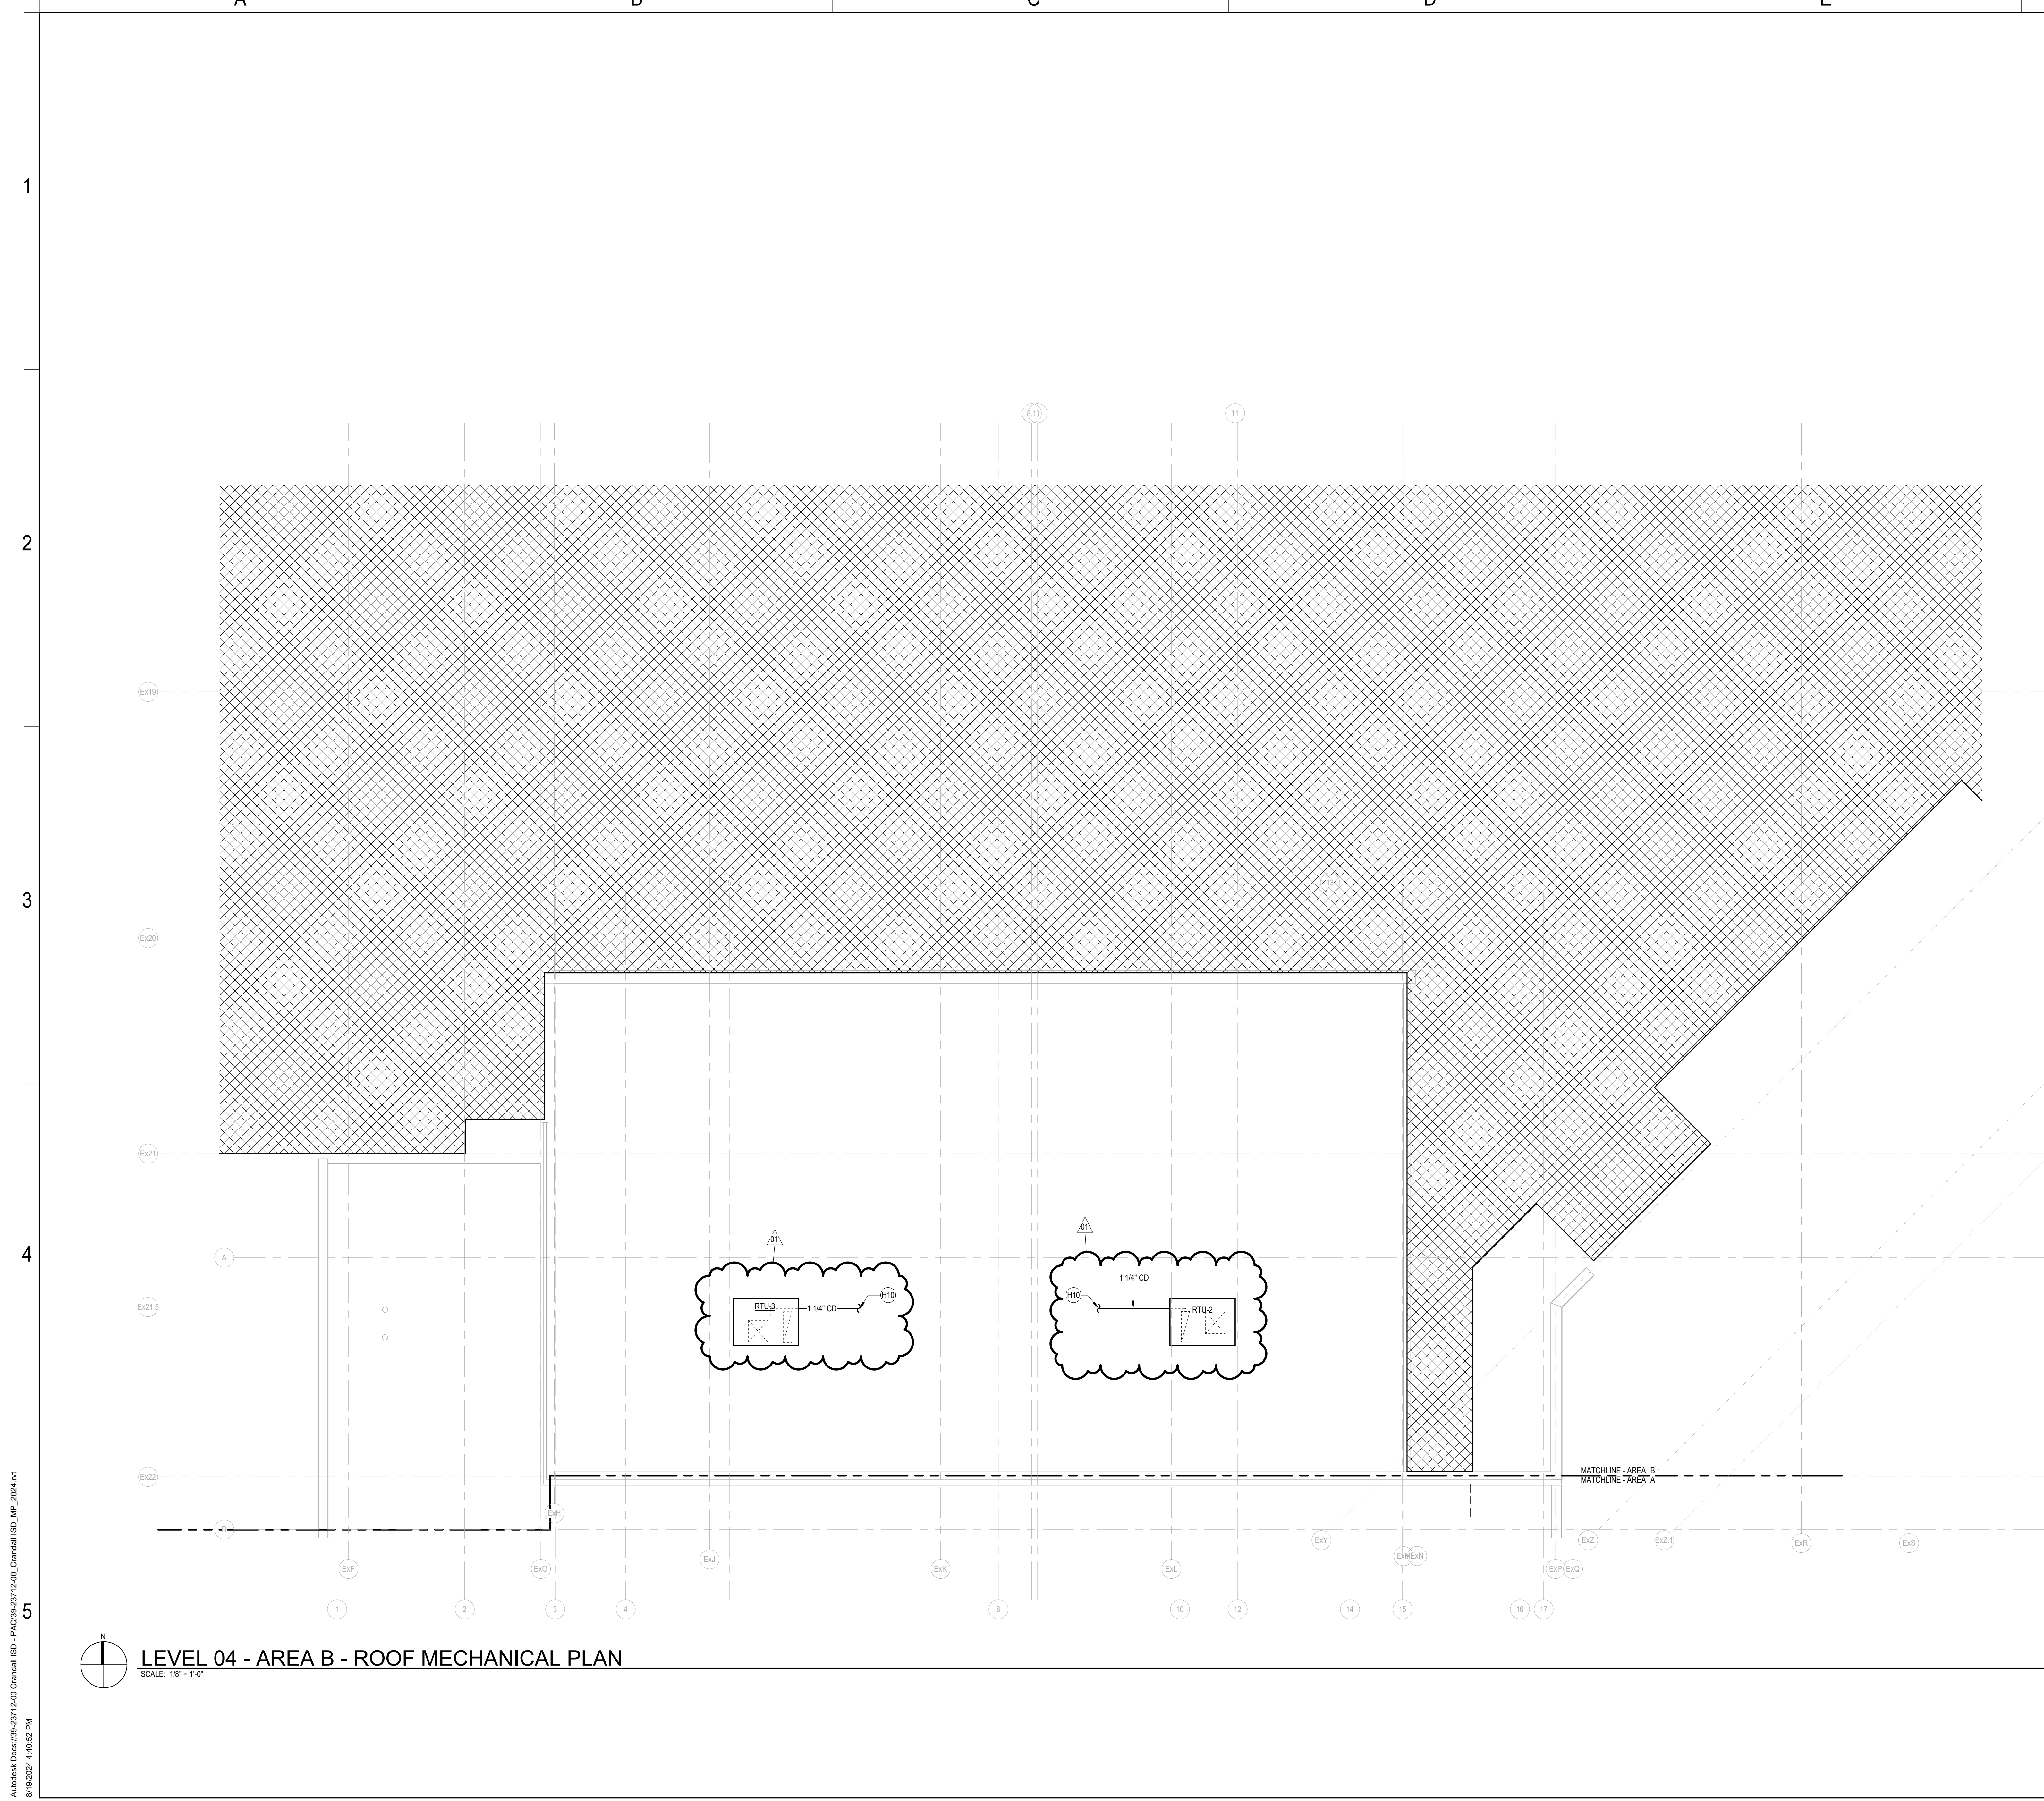 A B C D E
1
2
3
4
5
8.1 9 11
Ex19
Ex20
Ex21
A
Ex21.5
Ex22
B
01
RTU-3
1 1/4" CD
H10
01
1 1/4" CD
H10
RTU-2
MATCHLINE - AREA B
MATCHLINE - AREA A
ExH
ExY
ExZ
ExZ.1
ExR
ExS
ExJ
ExM
ExN
ExF
ExG
ExK
ExL
ExP
ExQ
1 2 3 4 8 10 12 14 15 16 17
N
LEVEL 04 - AREA B - ROOF MECHANICAL PLAN
SCALE: 1/8" = 1'-0"
Autodesk Docs://39-23712-00 Crandall ISD - PAC/39-23712-00_Crandall ISD_MP_2024.rvt
8/19/2024 4:40:52 PM